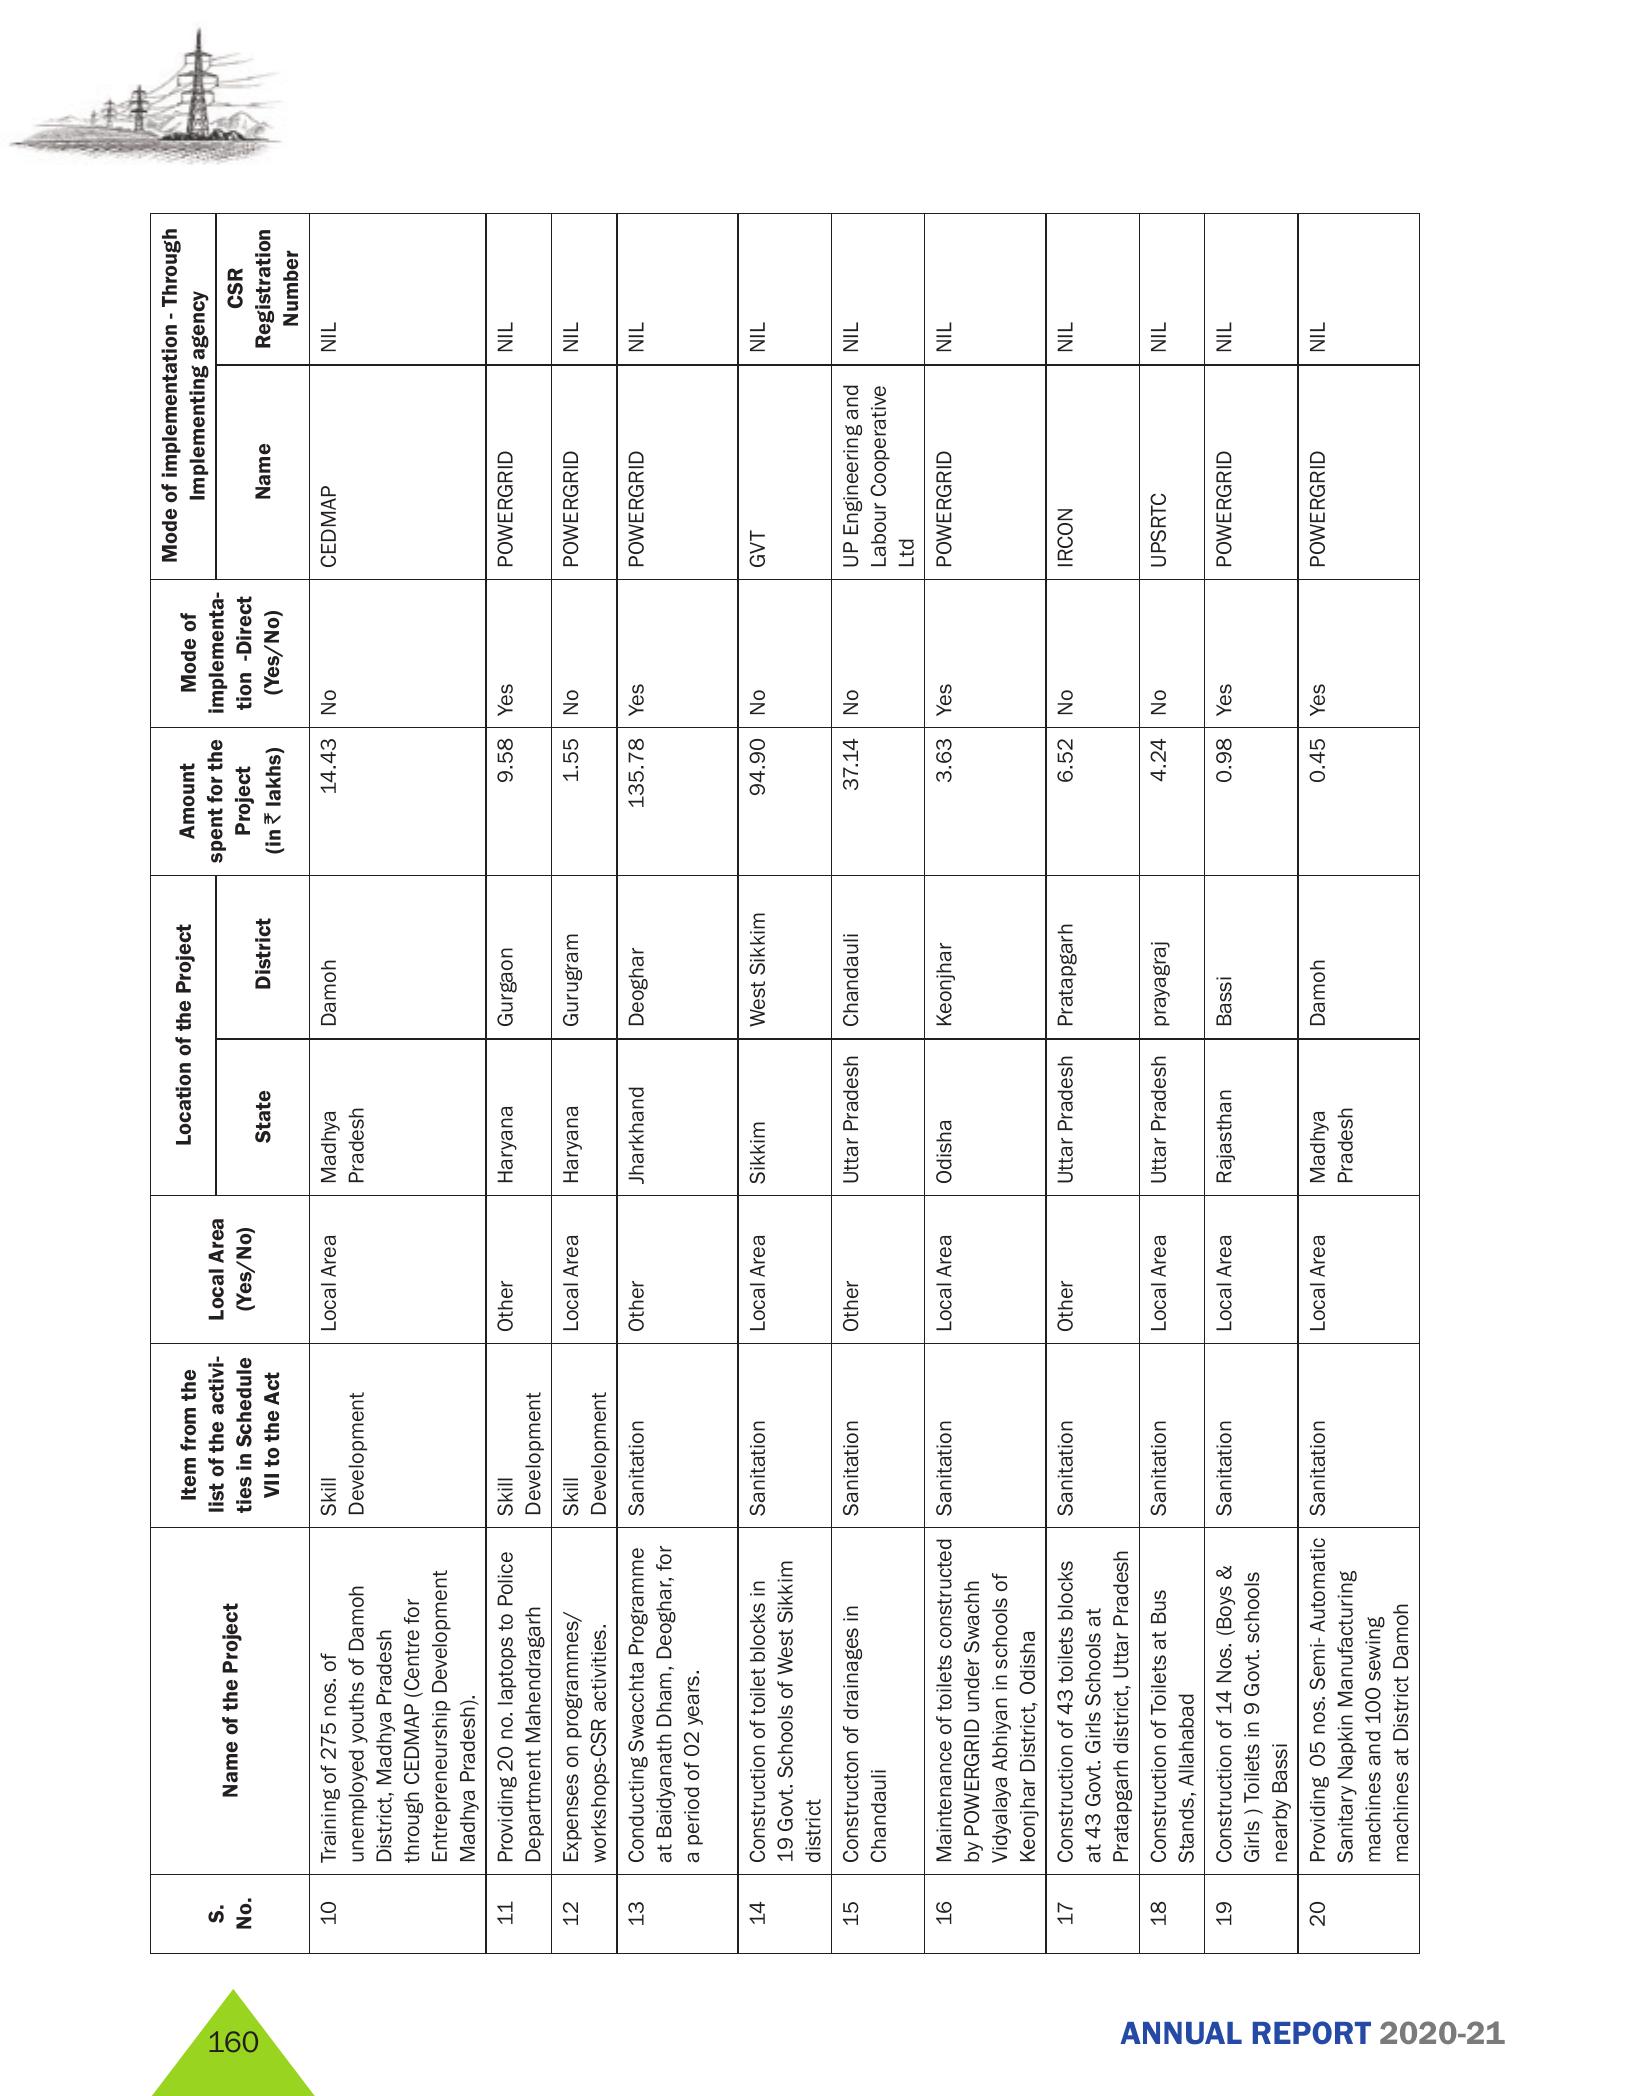 S.
No.
Name of the Project
Item from the
list of the activi-
ties in Schedule
VII to the Act
Local Area
(Yes/No)
Location of the Project
State
District
Amount
spent for the
Project
(in ₹ lakhs)
Mode of
implementa-
tion -Direct
(Yes/No)
Mode of implementation - Through
Implementing agency
Name
CSR
Registration
Number
10
Training of 275 nos. of
unemployed youths of Damoh
District, Madhya Pradesh
through CEDMAP (Centre for
Entrepreneurship Development
Madhya Pradesh).
Skill
Development
Local Area
Madhya
Pradesh
Damoh
14.43
No
CEDMAP
NIL
11
Providing 20 no. laptops to Police
Department Mahendragarh
Skill
Development
Other
Haryana
Gurgaon
9.58
Yes
POWERGRID
NIL
12
Expenses on programmes/
workshops-CSR activities.
Skill
Development
Local Area
Haryana
Gurugram
1.55
No
POWERGRID
NIL
13
Conducting Swacchta Programme
at Baidyanath Dham, Deoghar, for
a period of 02 years.
Sanitation
Other
Jharkhand
Deoghar
135.78
Yes
POWERGRID
NIL
14
Construction of toilet blocks in
19 Govt. Schools of West Sikkim
district
Sanitation
Local Area
Sikkim
West Sikkim
94.90
No
GVT
NIL
15
Constructon of drainages in
Chandauli
Sanitation
Other
Uttar Pradesh
Chandauli
37.14
No
UP Engineering and
Labour Cooperative
Ltd
NIL
16
Maintenance of toilets constructed
by POWERGRID under Swachh
Vidyalaya Abhiyan in schools of
Keonjhar District, Odisha
Sanitation
Local Area
Odisha
Keonjhar
3.63
Yes
POWERGRID
NIL
17
Construction of 43 toilets blocks
at 43 Govt. Girls Schools at
Pratapgarh district, Uttar Pradesh
Sanitation
Other
Uttar Pradesh
Pratapgarh
6.52
No
IRCON
NIL
18
Construction of Toilets at Bus
Stands, Allahabad
Sanitation
Local Area
Uttar Pradesh
prayagraj
4.24
No
UPSRTC
NIL
19
Construction of 14 Nos. (Boys &
Girls ) Toilets in 9 Govt. schools
nearby Bassi
Sanitation
Local Area
Rajasthan
Bassi
0.98
Yes
POWERGRID
NIL
20
Providing 05 nos. Semi- Automatic
Sanitary Napkin Manufacturing
machines and 100 sewing
machines at District Damoh
Sanitation
Local Area
Madhya
Pradesh
Damoh
0.45
Yes
POWERGRID
NIL
160
ANNUAL REPORT 2020-21